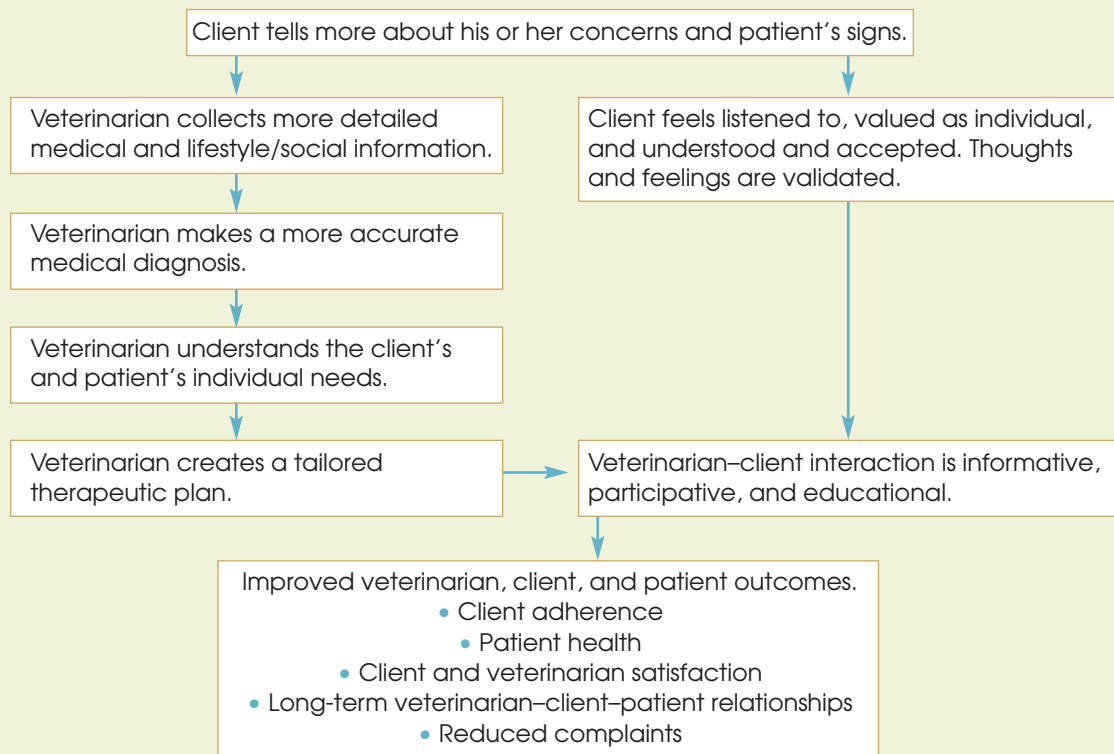 Client tells more about his or her concerns and patient's signs.
Veterinarian collects more detailed
medical and lifestyle/social information.
Client feels listened to, valued as individual,
and understood and accepted. Thoughts
and feelings are validated.
Veterinarian makes a more accurate
medical diagnosis.
Veterinarian understands the client's
and patient's individual needs.
Veterinarian creates a tailored
therapeutic plan.
Veterinarian–client interaction is informative,
participative, and educational.
Improved veterinarian, client, and patient outcomes.
• Client adherence
• Patient health
• Client and veterinarian satisfaction
• Long-term veterinarian–client–patient relationships
• Reduced complaints